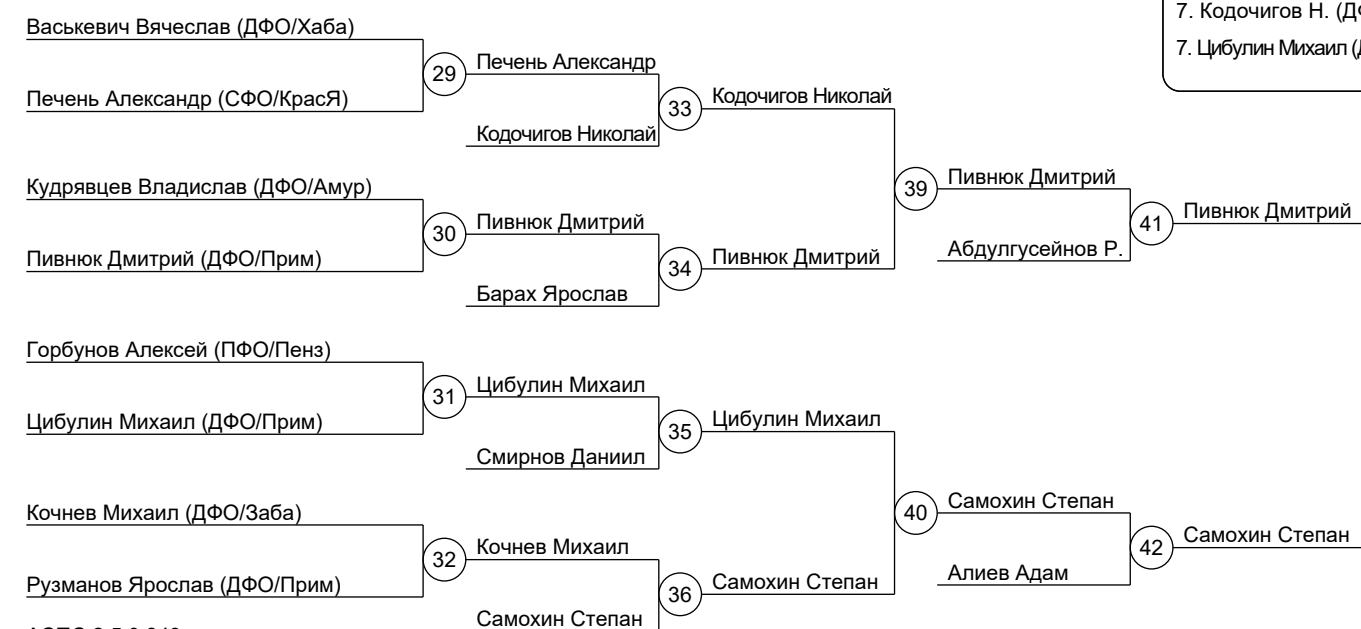 7. Кодочигов Н.
7. Цибулин Михаил
Васькевич Вячеслав (ДФО/Хаба)
29
Печень Александр
Печень Александр (СФО/КрасЯ)
33
Кодочигов Николай
Кодочигов Николай
Кудрявцев Владислав (ДФО/Амур)
39
Пивнюк Дмитрий
30
Пивнюк Дмитрий
41
Пивнюк Дмитрий
Пивнюк Дмитрий (ДФО/Прим)
34
Пивнюк Дмитрий
Абдулгусейнов Р.
Барах Ярослав
Горбунов Алексей (ПФО/Пенз)
31
Цибулин Михаил
Цибулин Михаил (ДФО/Прим)
35
Цибулин Михаил
Смирнов Даниил
Кочнев Михаил (ДФО/Заба)
40
Самохин Степан
32
Кочнев Михаил
42
Самохин Степан
Рузманов Ярослав (ДФО/Прим)
36
Самохин Степан
Алиев Адам
Самохин Степан